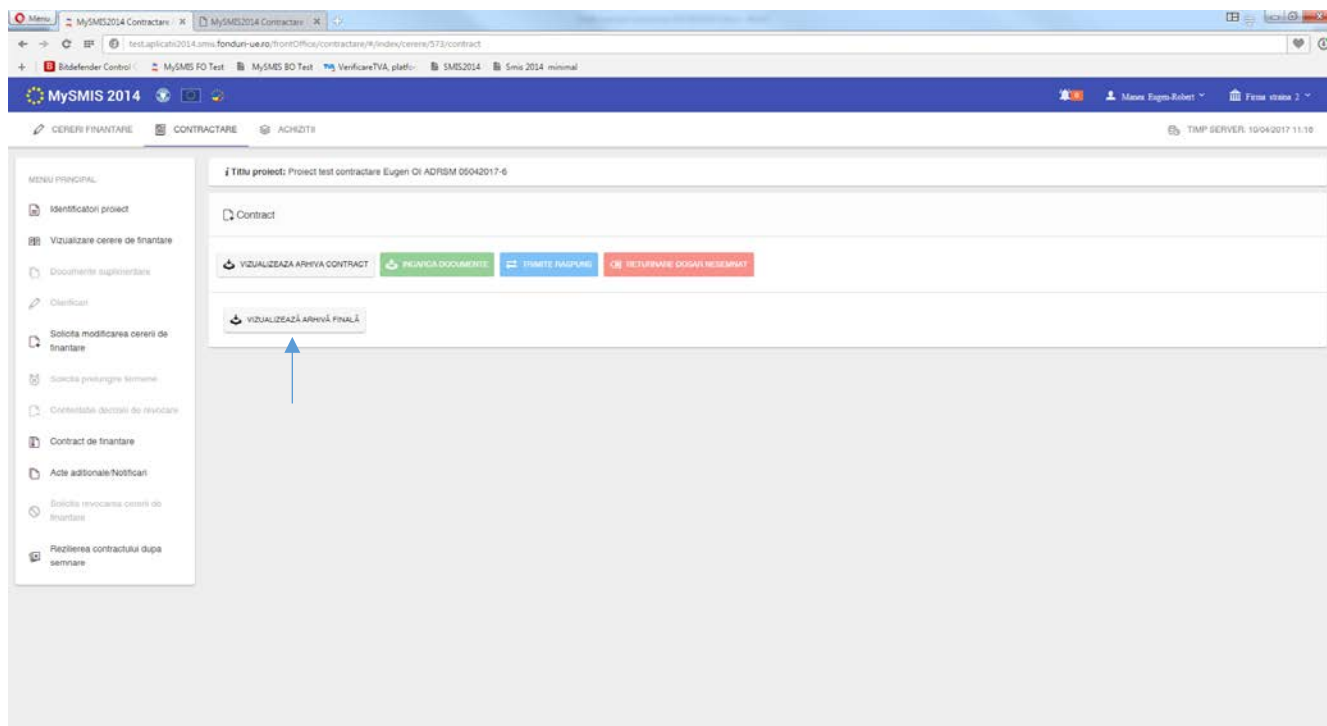 Menu MySMIS2014 Contractare MySMIS2014 Contractare
test.aplicatii2014.smis.fonduri-ue.ro/frontOffice/contractare/#/index/cerere/573/contract
Bitdefender Control MySMIS FO Test MySMIS BO Test VerificareTVA, platfo SMIS2014 Smis 2014 minimal
MySMIS 2014 Manea Eugen-Robert Firma straina 2
CERERI FINANTARE CONTRACTARE ACHIZITII TIMP SERVER: 10/04/2017 11:18
MENIU PRINCIPAL
i Titlu proiect: Proiect test contractare Eugen OI ADRSM 05042017-6
Identificatori proiect
Contract
Vizualizare cerere de finantare
VIZUALIZEAZA ARHIVA CONTRACT INCARCA DOCUMENTE TRIMITE RASPUNS RETURNARE DOSAR NESEMNAT
Documente suplimentare
Clarificari
VIZUALIZEAZĂ ARHIVĂ FINALĂ
Solicita modificarea cererii de
finantare
Solicita prelungire termene
Contestatie decizii de revocare
Contract de finantare
Acte aditionale/Notificari
Solicita revocarea cererii de
finantare
Rezilierea contractului dupa
semnare